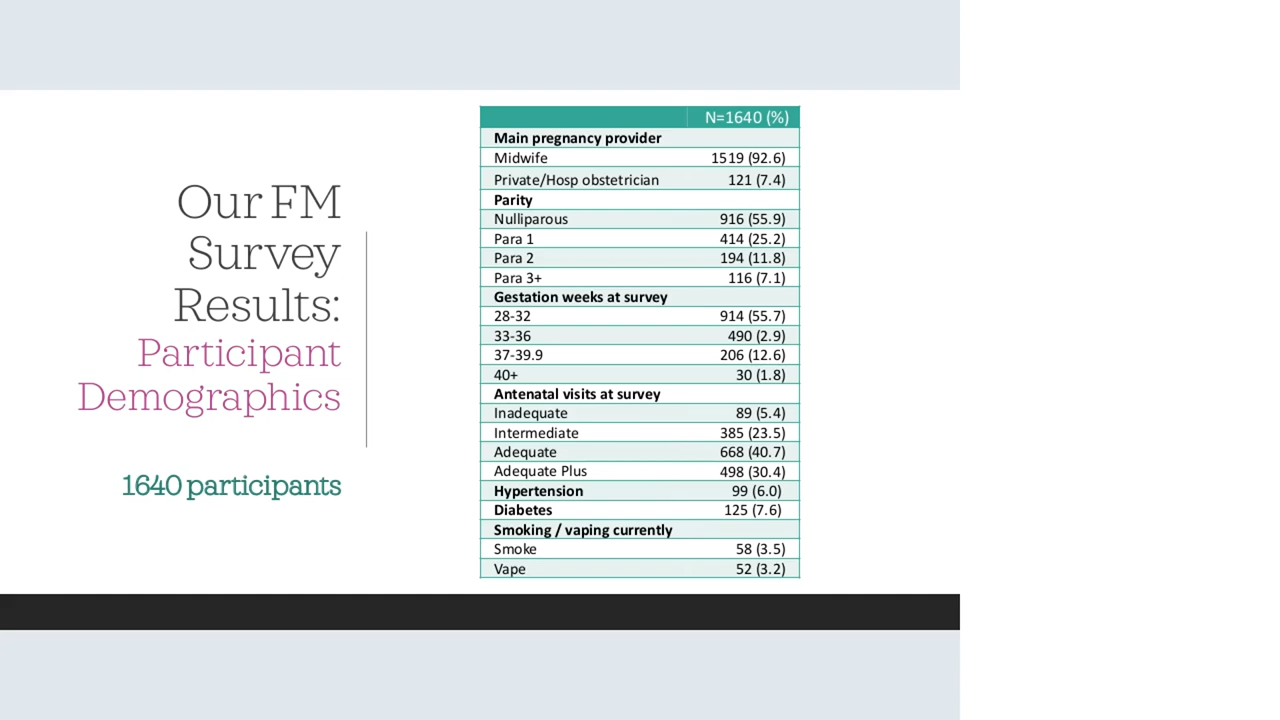 Our FM
Survey
Results:
Participant
Demographics
1640 participants
N=1640 (%)
Main pregnancy provider
Midwife 1519 (92.6)
Private/Hosp obstetrician 121 (7.4)
Parity
Nulliparous 916 (55.9)
Para 1 414 (25.2)
Para 2 194 (11.8)
Para 3+ 116 (7.1)
Gestation weeks at survey
28-32 914 (55.7)
33-36 490 (2.9)
37-39.9 206 (12.6)
40+ 30 (1.8)
Antenatal visits at survey
Inadequate 89 (5.4)
Intermediate 385 (23.5)
Adequate 668 (40.7)
Adequate Plus 498 (30.4)
Hypertension 99 (6.0)
Diabetes 125 (7.6)
Smoking / vaping currently
Smoke 58 (3.5)
Vape 52 (3.2)